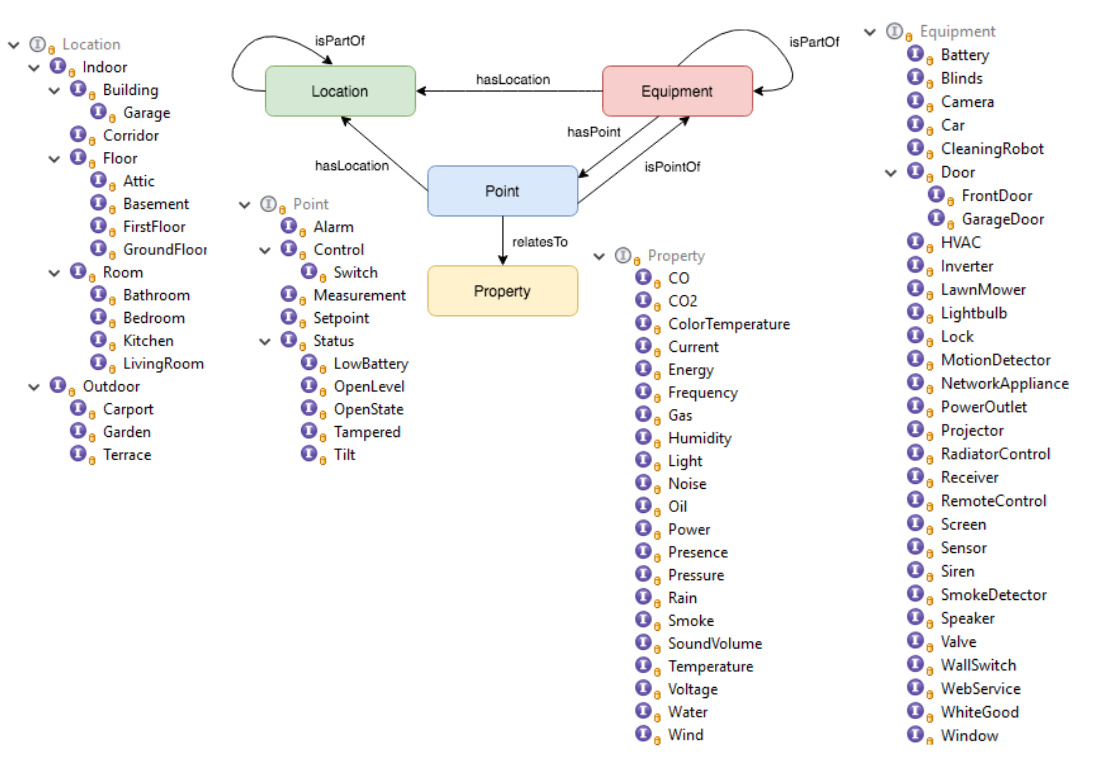 Location
Indoor
Building
Garage
Corridor
Floor
Attic
Basement
FirstFloor
GroundFloor
Room
Bathroom
Bedroom
Kitchen
LivingRoom
Outdoor
Carport
Garden
Terrace
isPartOf
Location
hasLocation
Equipment
isPartOf
hasLocation
hasPoint
isPointOf
Point
relatesTo
Property
Point
Alarm
Control
Switch
Measurement
Setpoint
Status
LowBattery
OpenLevel
OpenState
Tampered
Tilt
Property
CO
CO2
ColorTemperature
Current
Energy
Frequency
Gas
Humidity
Light
Noise
Oil
Power
Presence
Pressure
Rain
Smoke
SoundVolume
Temperature
Voltage
Water
Wind
Equipment
Battery
Blinds
Camera
Car
CleaningRobot
Door
FrontDoor
GarageDoor
HVAC
Inverter
LawnMower
Lightbulb
Lock
MotionDetector
NetworkAppliance
PowerOutlet
Projector
RadiatorControl
Receiver
RemoteControl
Screen
Sensor
Siren
SmokeDetector
Speaker
Valve
WallSwitch
WebService
WhiteGood
Window